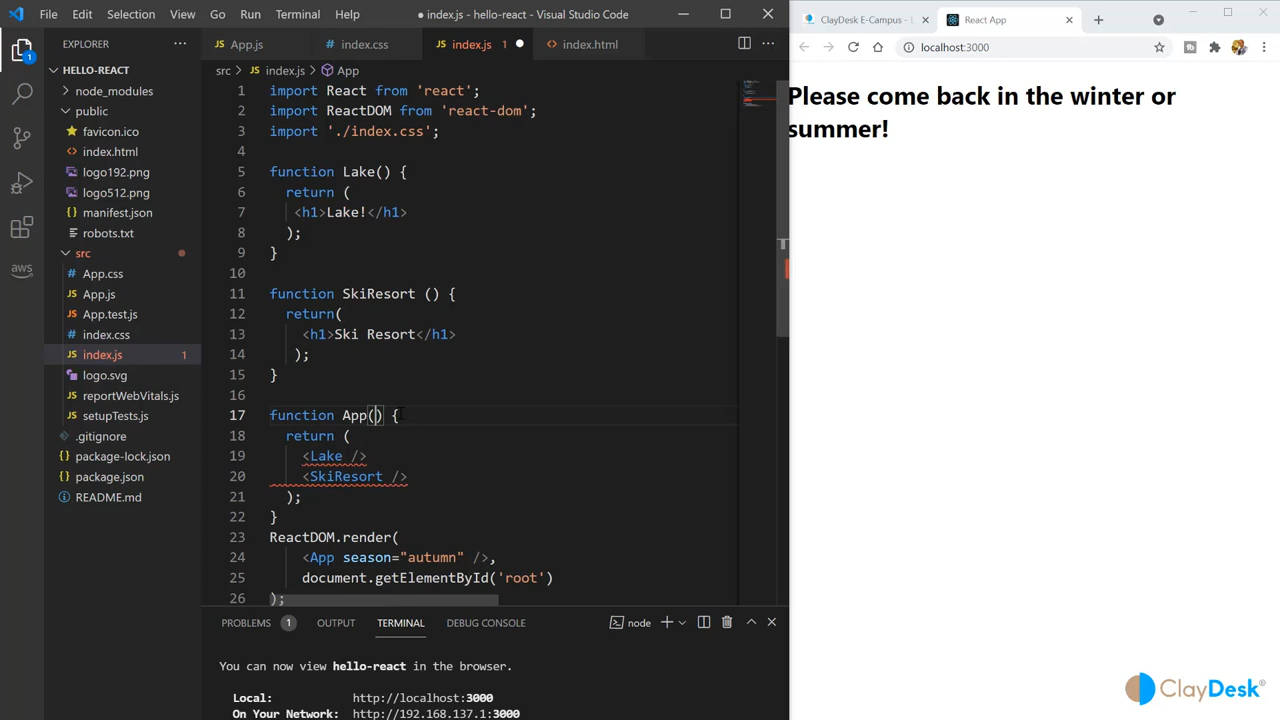 File Edit Selection View Go Run Terminal Help
● index.js - hello-react - Visual Studio Code
ClayDesk E-Campus - L
React App
localhost:3000
EXPLORER
HELLO-REACT
node_modules
public
favicon.ico
index.html
logo192.png
logo512.png
manifest.json
robots.txt
src
App.css
App.js
App.test.js
index.css
index.js 1
logo.svg
reportWebVitals.js
setupTests.js
.gitignore
package-lock.json
package.json
README.md
1
aws
App.js
index.css
index.js 1 ●
index.html
src > JS index.js > App
1 import React from 'react';
2 import ReactDOM from 'react-dom';
3 import './index.css';
4
5 function Lake() {
6 return (
7 <h1>Lake!</h1>
8 );
9 }
10
11 function SkiResort () {
12 return(
13 <h1>Ski Resort</h1>
14 );
15 }
16
17 function App() {
18 return (
19 <Lake />
20 <SkiResort />
21 );
22 }
23 ReactDOM.render(
24 <App season="autumn" />,
25 document.getElementById('root')
26 );
PROBLEMS 1 OUTPUT TERMINAL DEBUG CONSOLE
node
You can now view hello-react in the browser.
Local: http://localhost:3000
On Your Network: http://192.168.137.1:3000
Please come back in the winter or
summer!
ClayDesk®